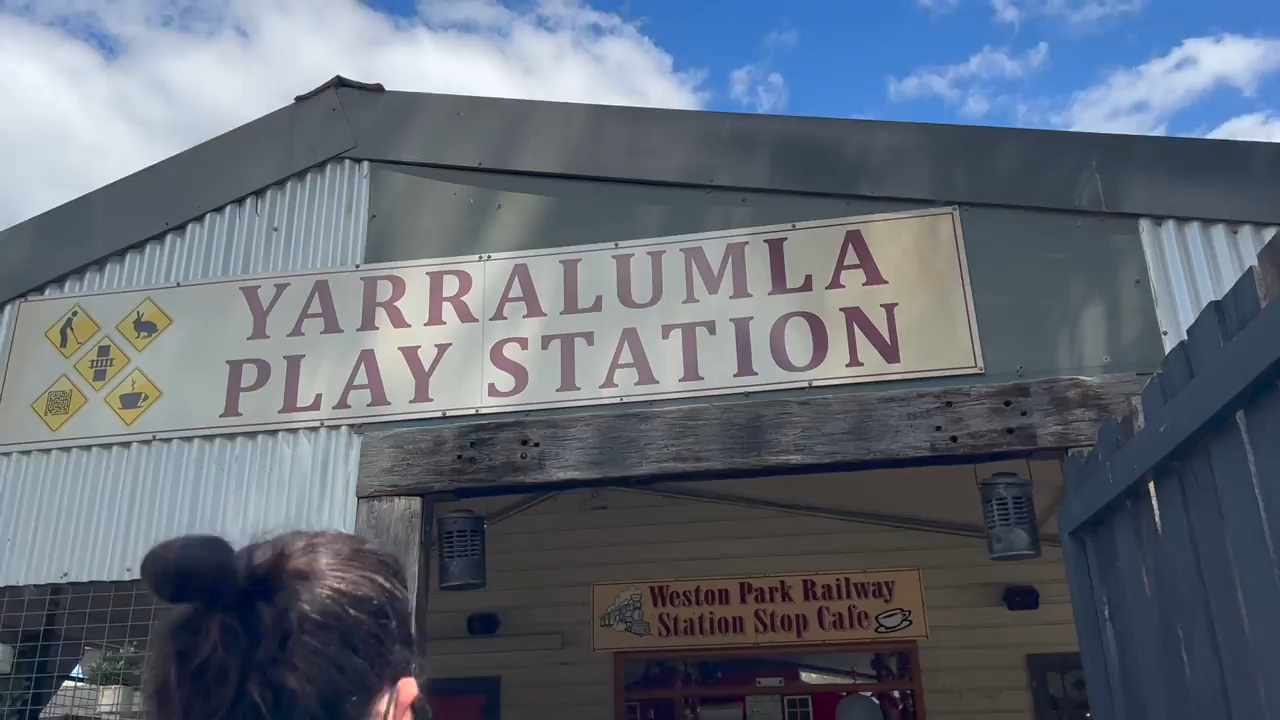 YARRALUMLA
PLAY STATION
Weston Park Railway
Station Stop Cafe